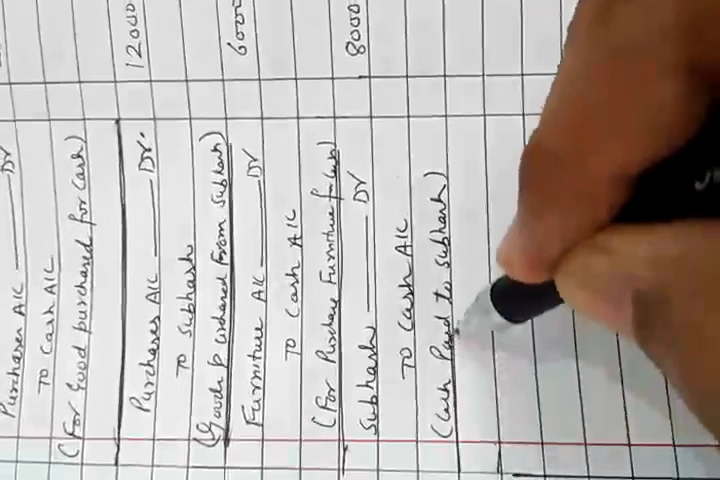 Purchases A/C ——— Dr
To Cash A/C
(For Good purchased for Cash)
Purchases A/C ——— Dr. 12000
To Subhash
(Goods Purchased From Subhash)
Furniture A/C ——— Dr 6000
To Cash A/C
(For Purchase Furniture for Cash)
Subhash ——— Dr 8000
To Cash A/C
(Cash Paid to Subhash)